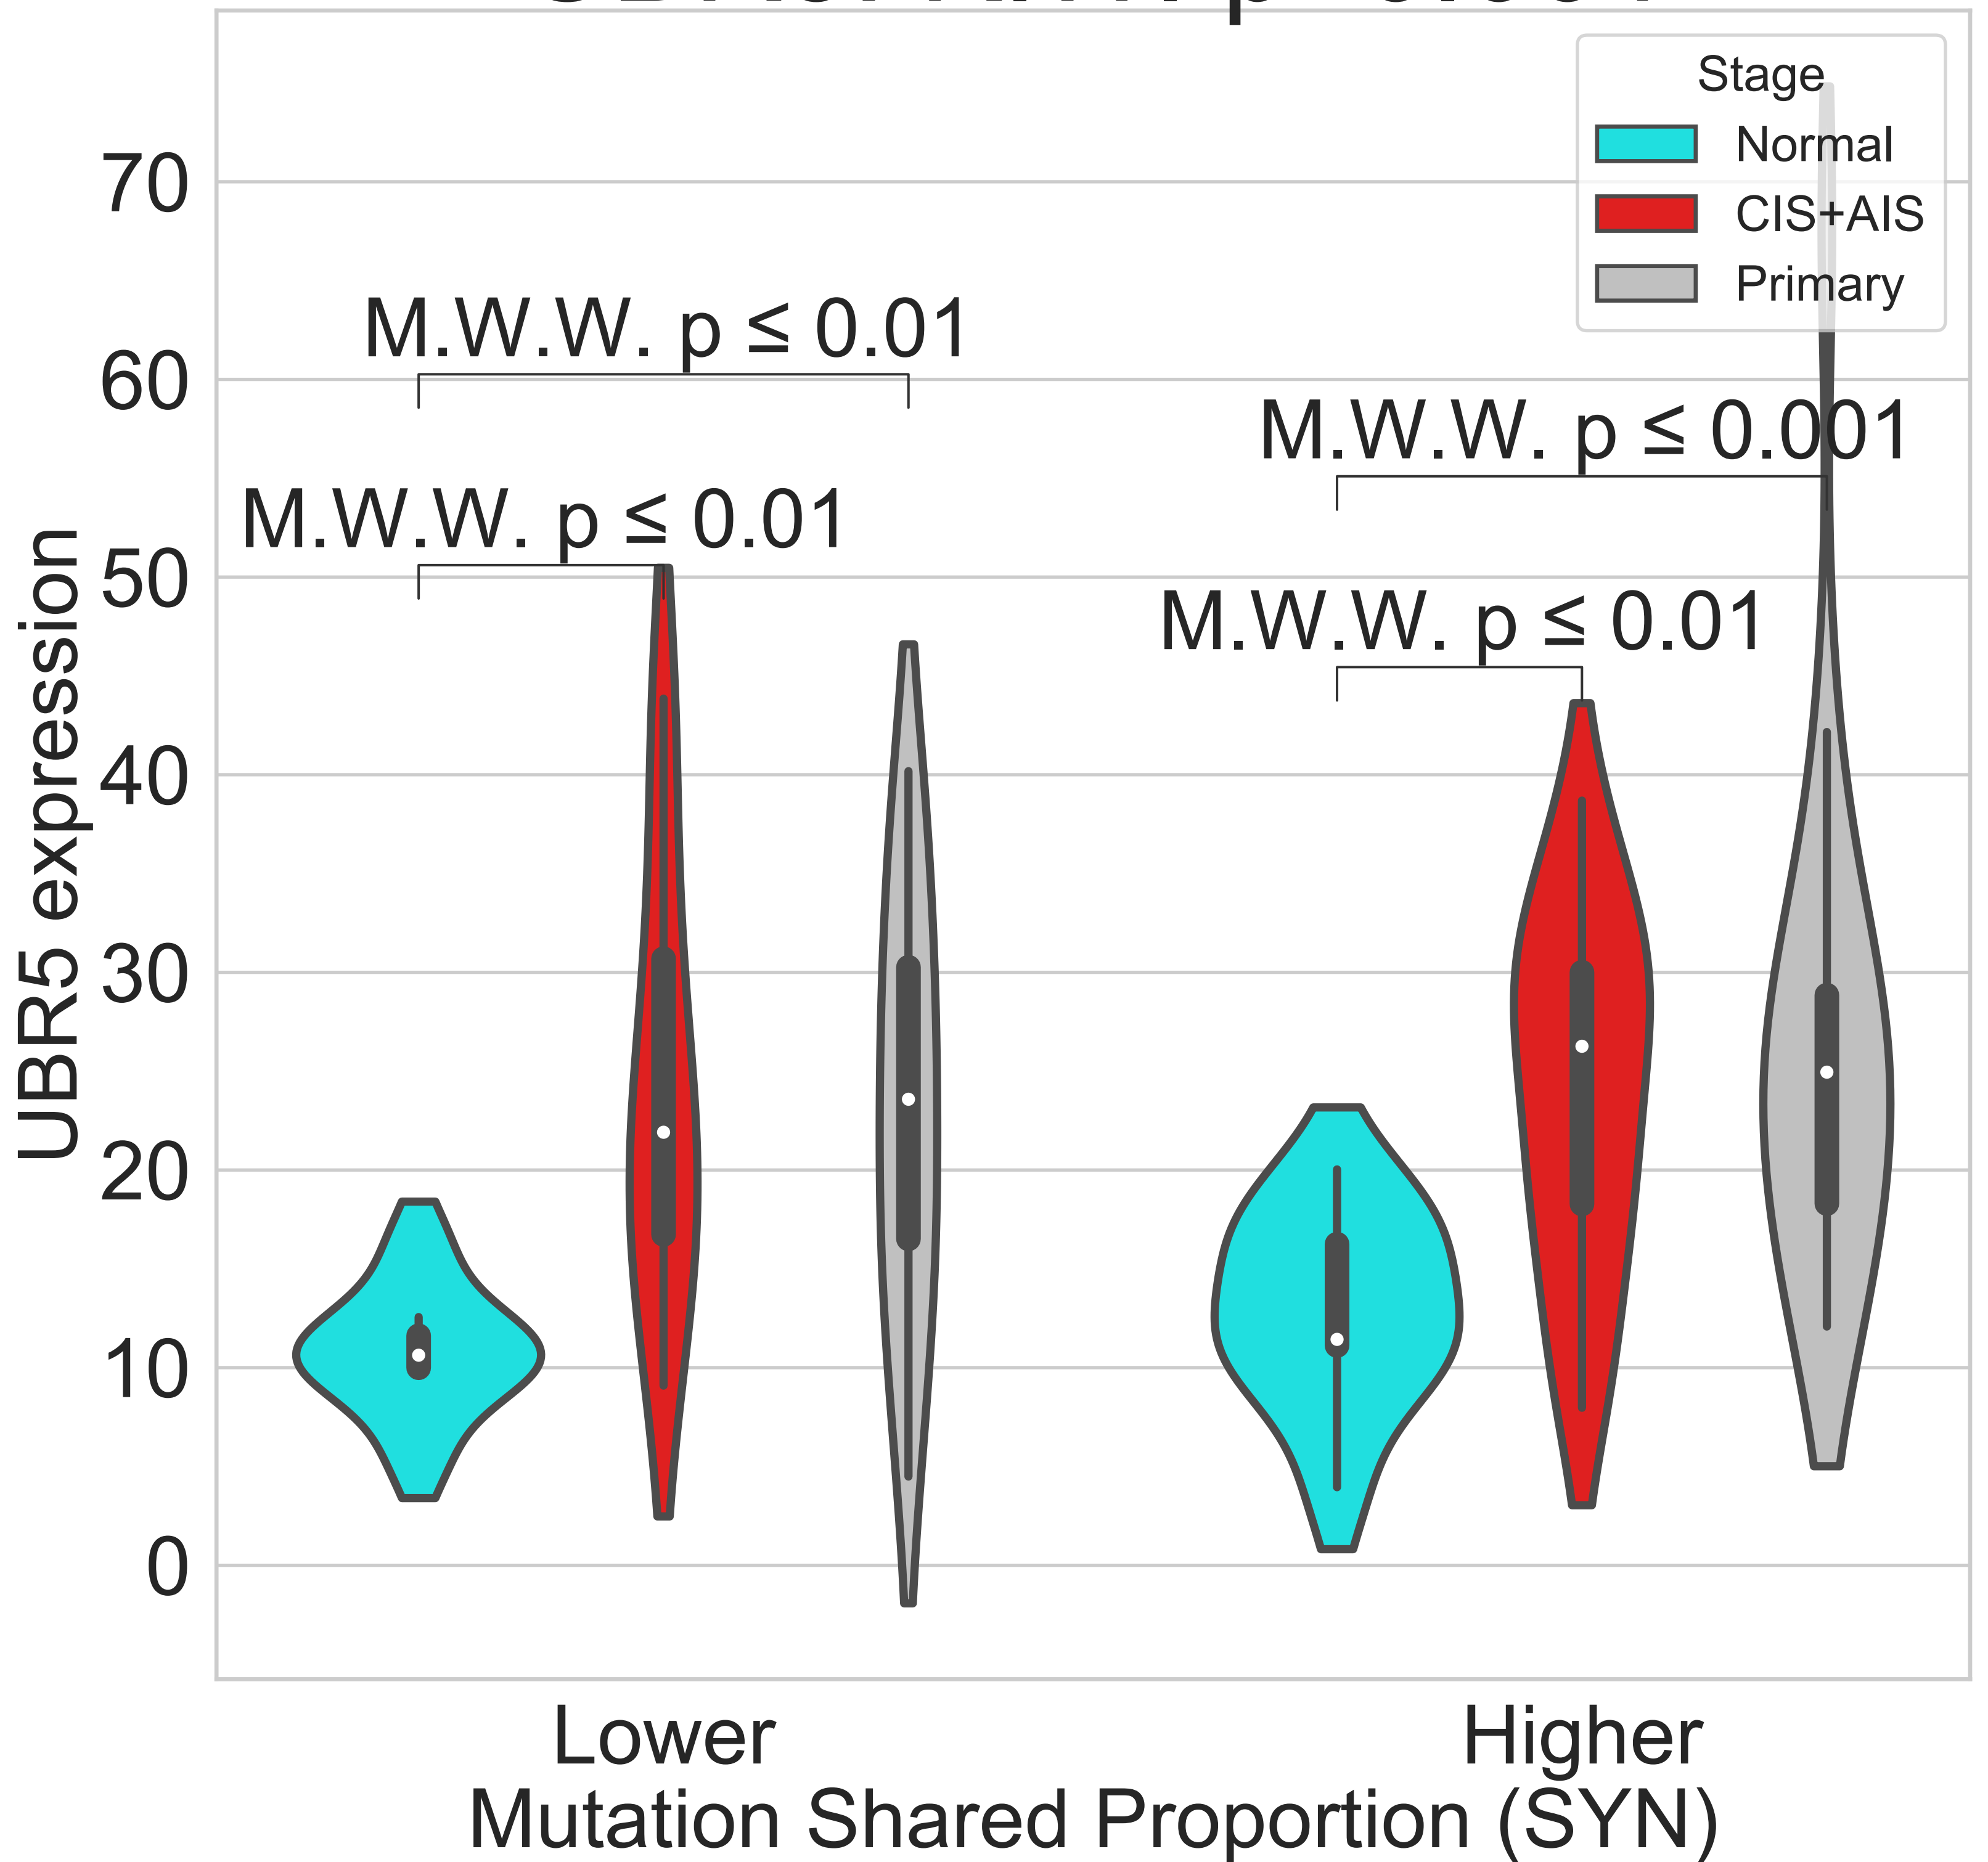 Stage
Normal
CIS+AIS
Primary
70
60
50
40
30
20
10
0
UBR5 expression
M.W.W. p ≤ 0.01
M.W.W. p ≤ 0.001
M.W.W. p ≤ 0.01
M.W.W. p ≤ 0.01
Lower
Higher
Mutation Shared Proportion (SYN)